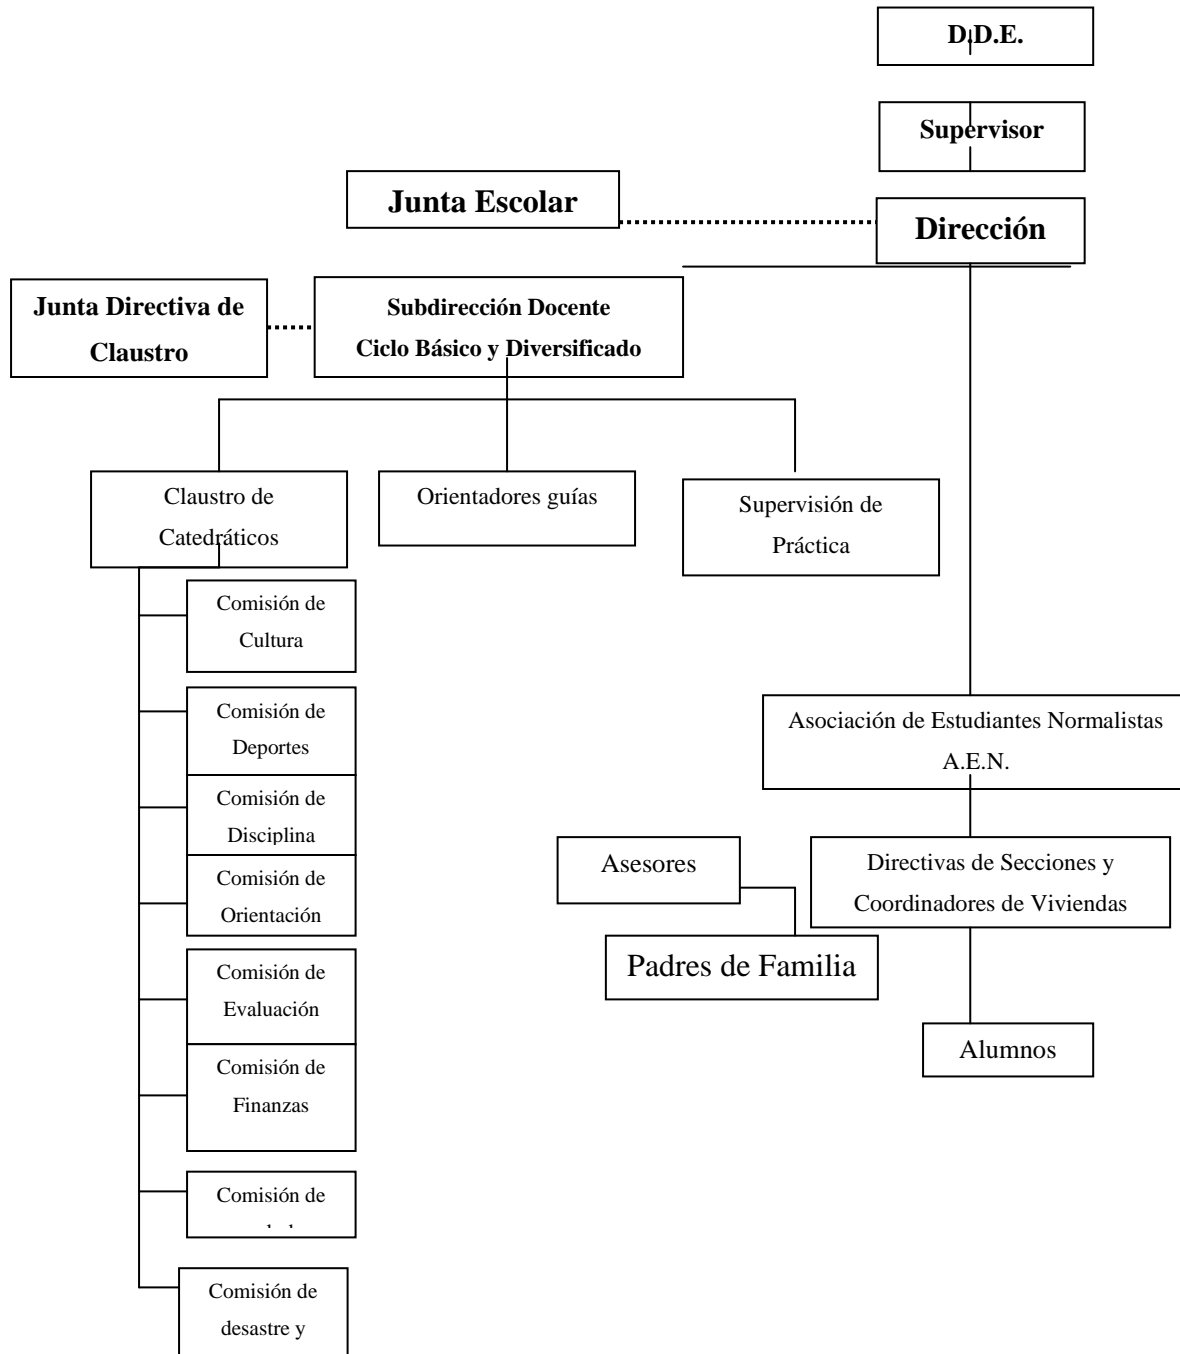 D.D.E.
Supervisor
Junta Escolar
Dirección
Junta Directiva de
Claustro
Subdirección Docente
Ciclo Básico y Diversificado
Claustro de
Catedráticos
Orientadores guías
Supervisión de
Práctica
Comisión de
Cultura
Comisión de
Deportes
Comisión de
Disciplina
Comisión de
Orientación
Comisión de
Evaluación
Comisión de
Finanzas
Comisión de
Comisión de
desastre y
Asociación de Estudiantes Normalistas
A.E.N.
Asesores
Padres de Familia
Directivas de Secciones y
Coordinadores de Viviendas
Alumnos